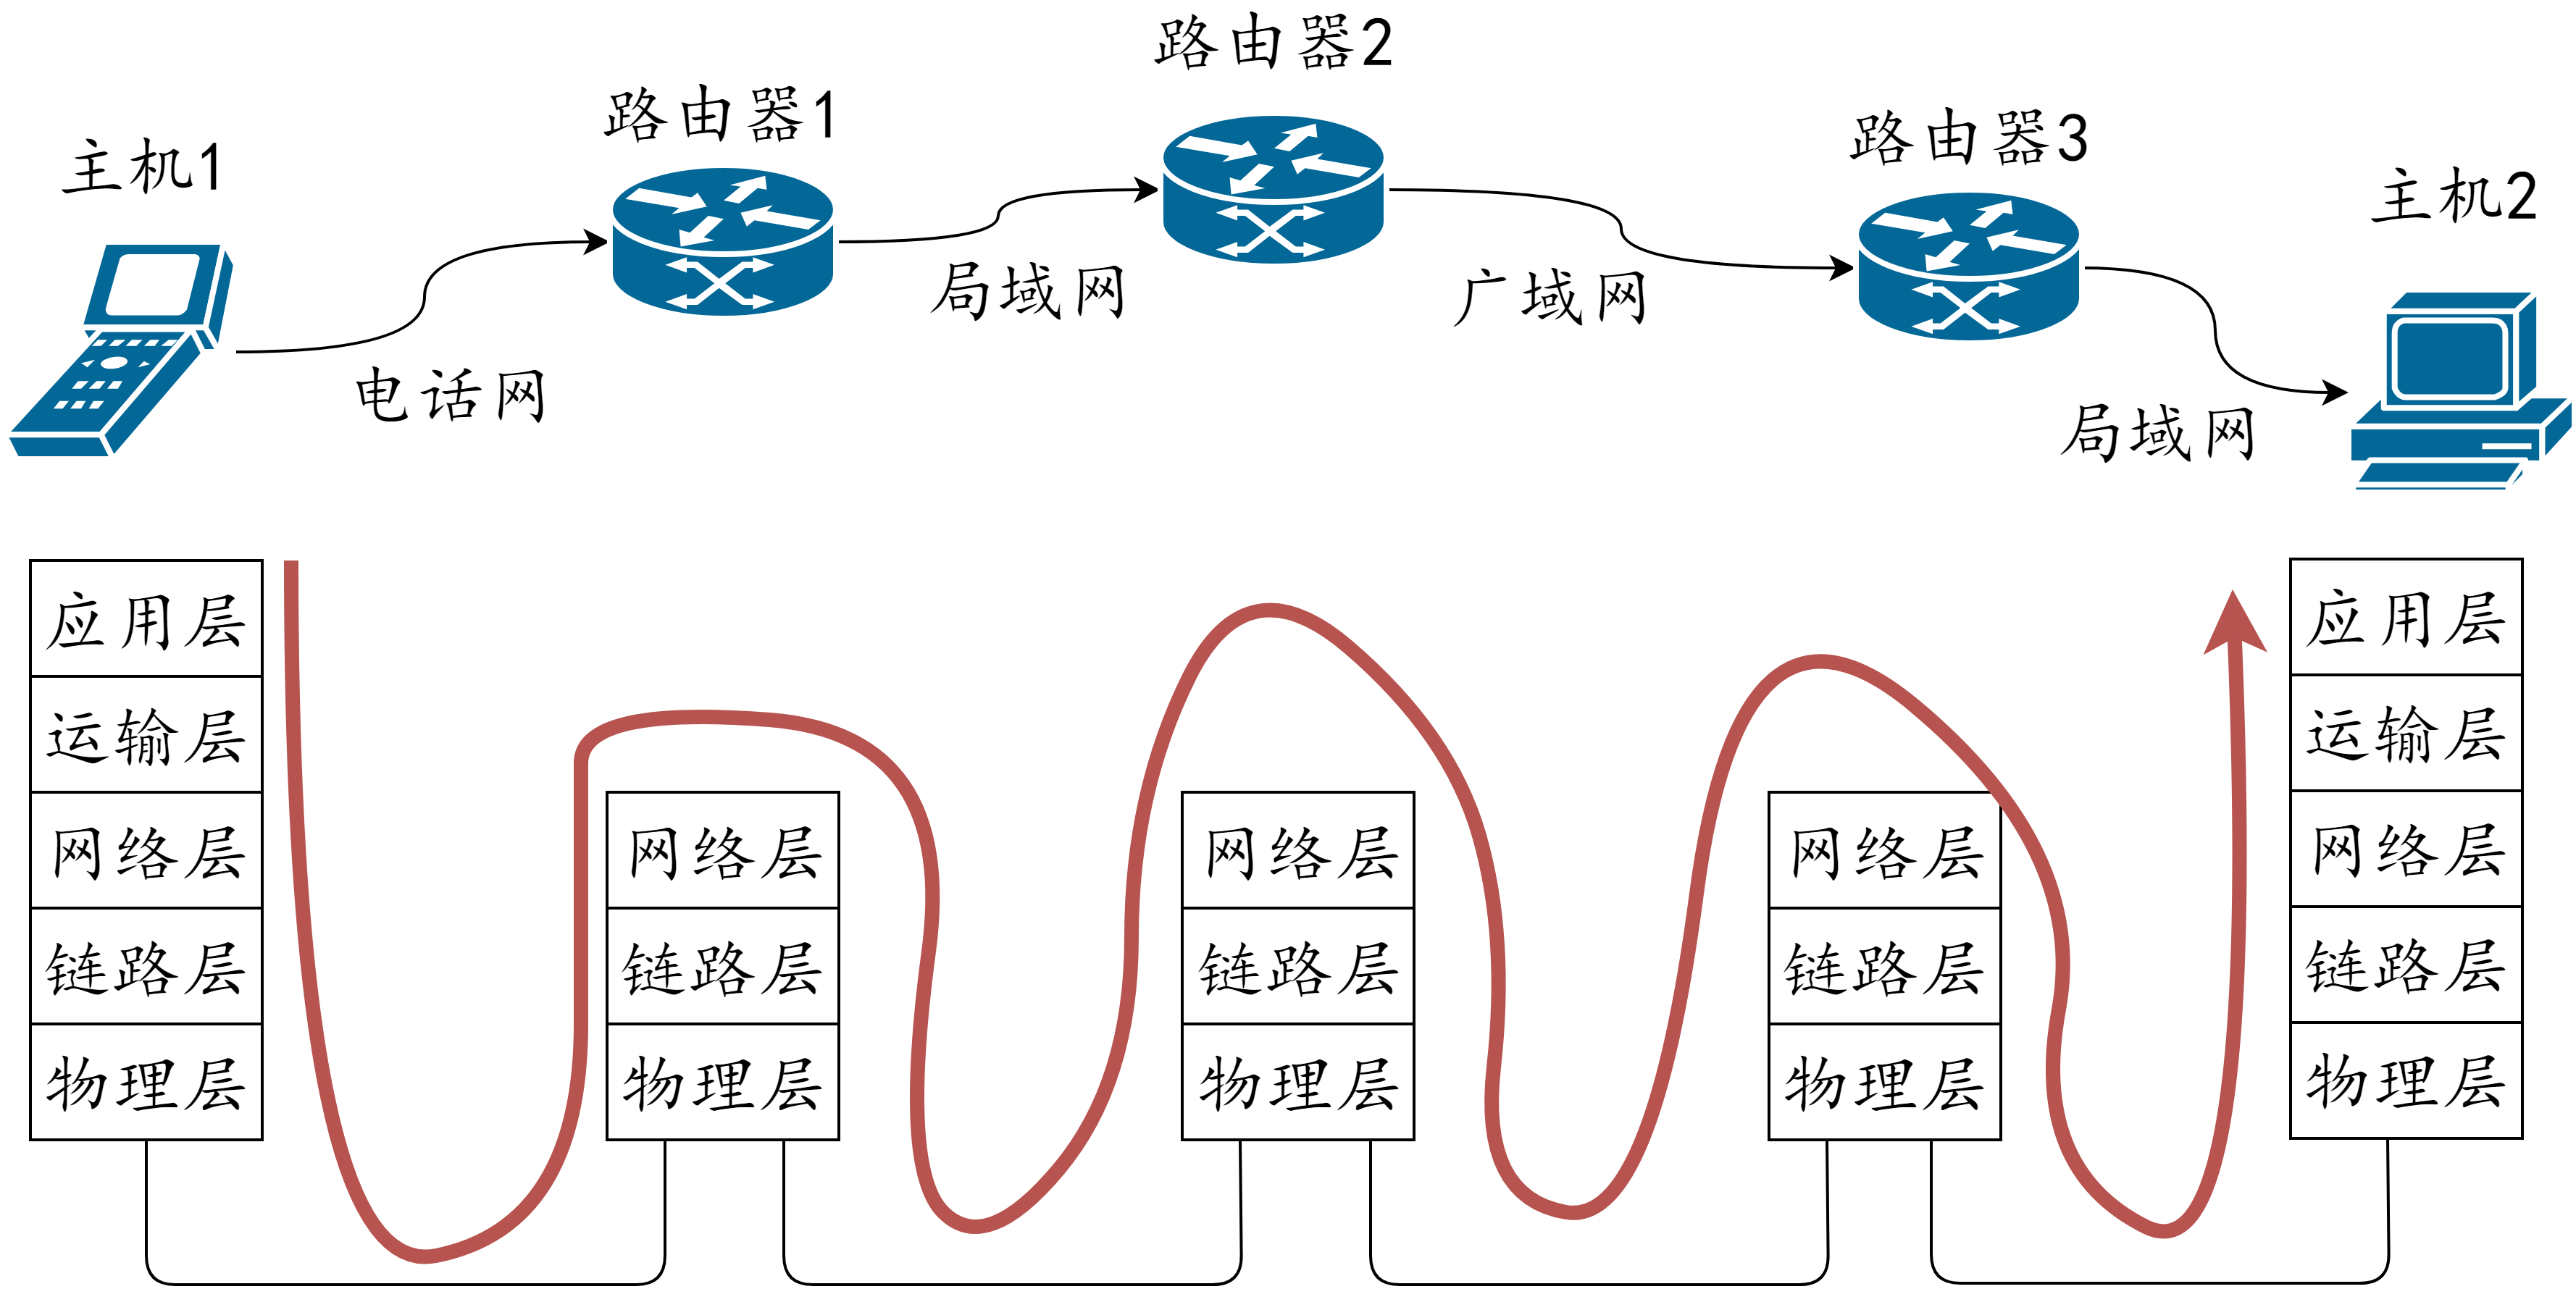 路由器2
路由器1
路由器3
主机1
主机2
局域网
广域网
电话网
局域网
应用层
运输层
网络层
链路层
物理层
网络层
链路层
物理层
网络层
链路层
物理层
网络层
链路层
物理层
应用层
运输层
网络层
链路层
物理层